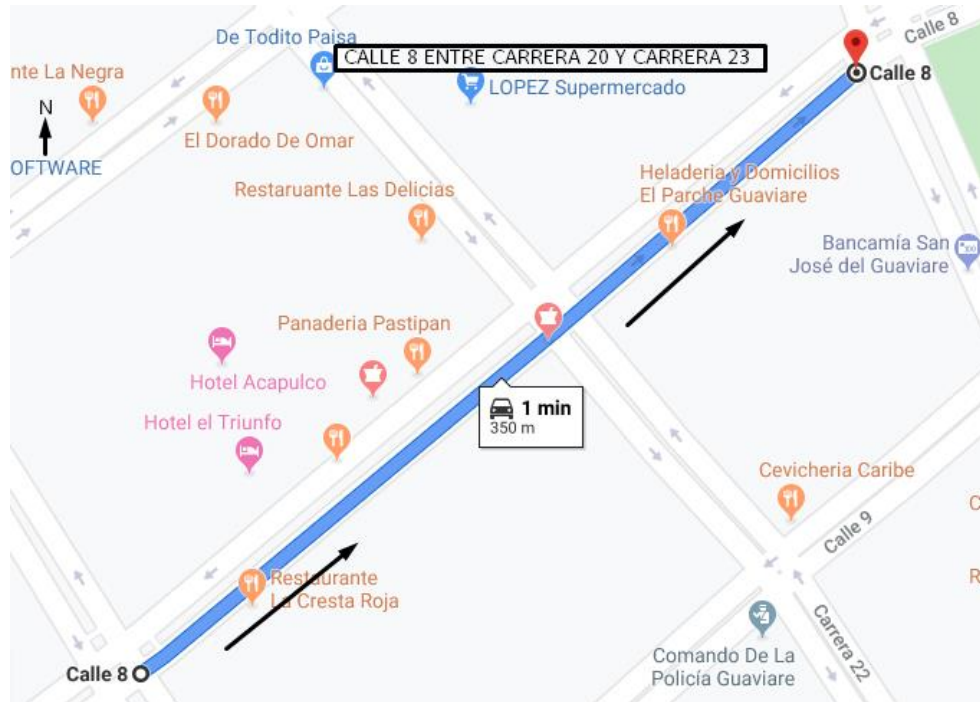 Calle 8
De Todito Paisa
CALLE 8 ENTRE CARRERA 20 Y CARRERA 23
nte La Negra
LOPEZ Supermercado
Calle 8
N
El Dorado De Omar
OFTWARE
Restaruante Las Delicias
Heladeria y Domicilios
El Parche Guaviare
Bancamía San
José del Guaviare
Panaderia Pastipan
Hotel Acapulco
1 min
350 m
Hotel el Triunfo
Cevicheria Caribe
C
Calle 9
Restaurante
La Cresta Roja
R
Carrera 22
Comando De La
Policía Guaviare
Calle 8